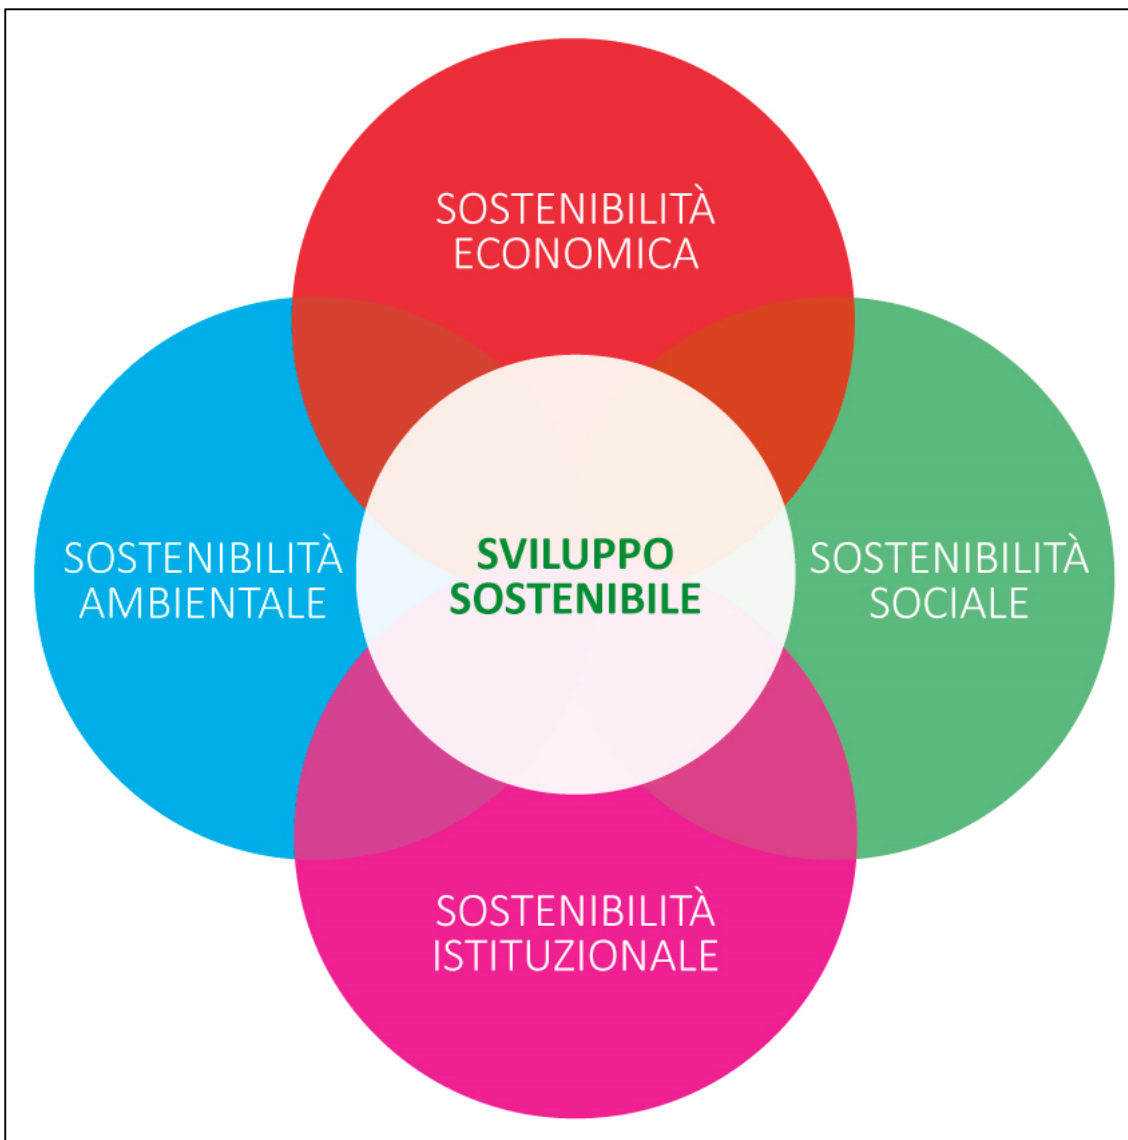 SOSTENIBILITÀ
ECONOMICA
SOSTENIBILITÀ
AMBIENTALE
SVILUPPO
SOSTENIBILE
SOSTENIBILITÀ
SOCIALE
SOSTENIBILITÀ
ISTITUZIONALE